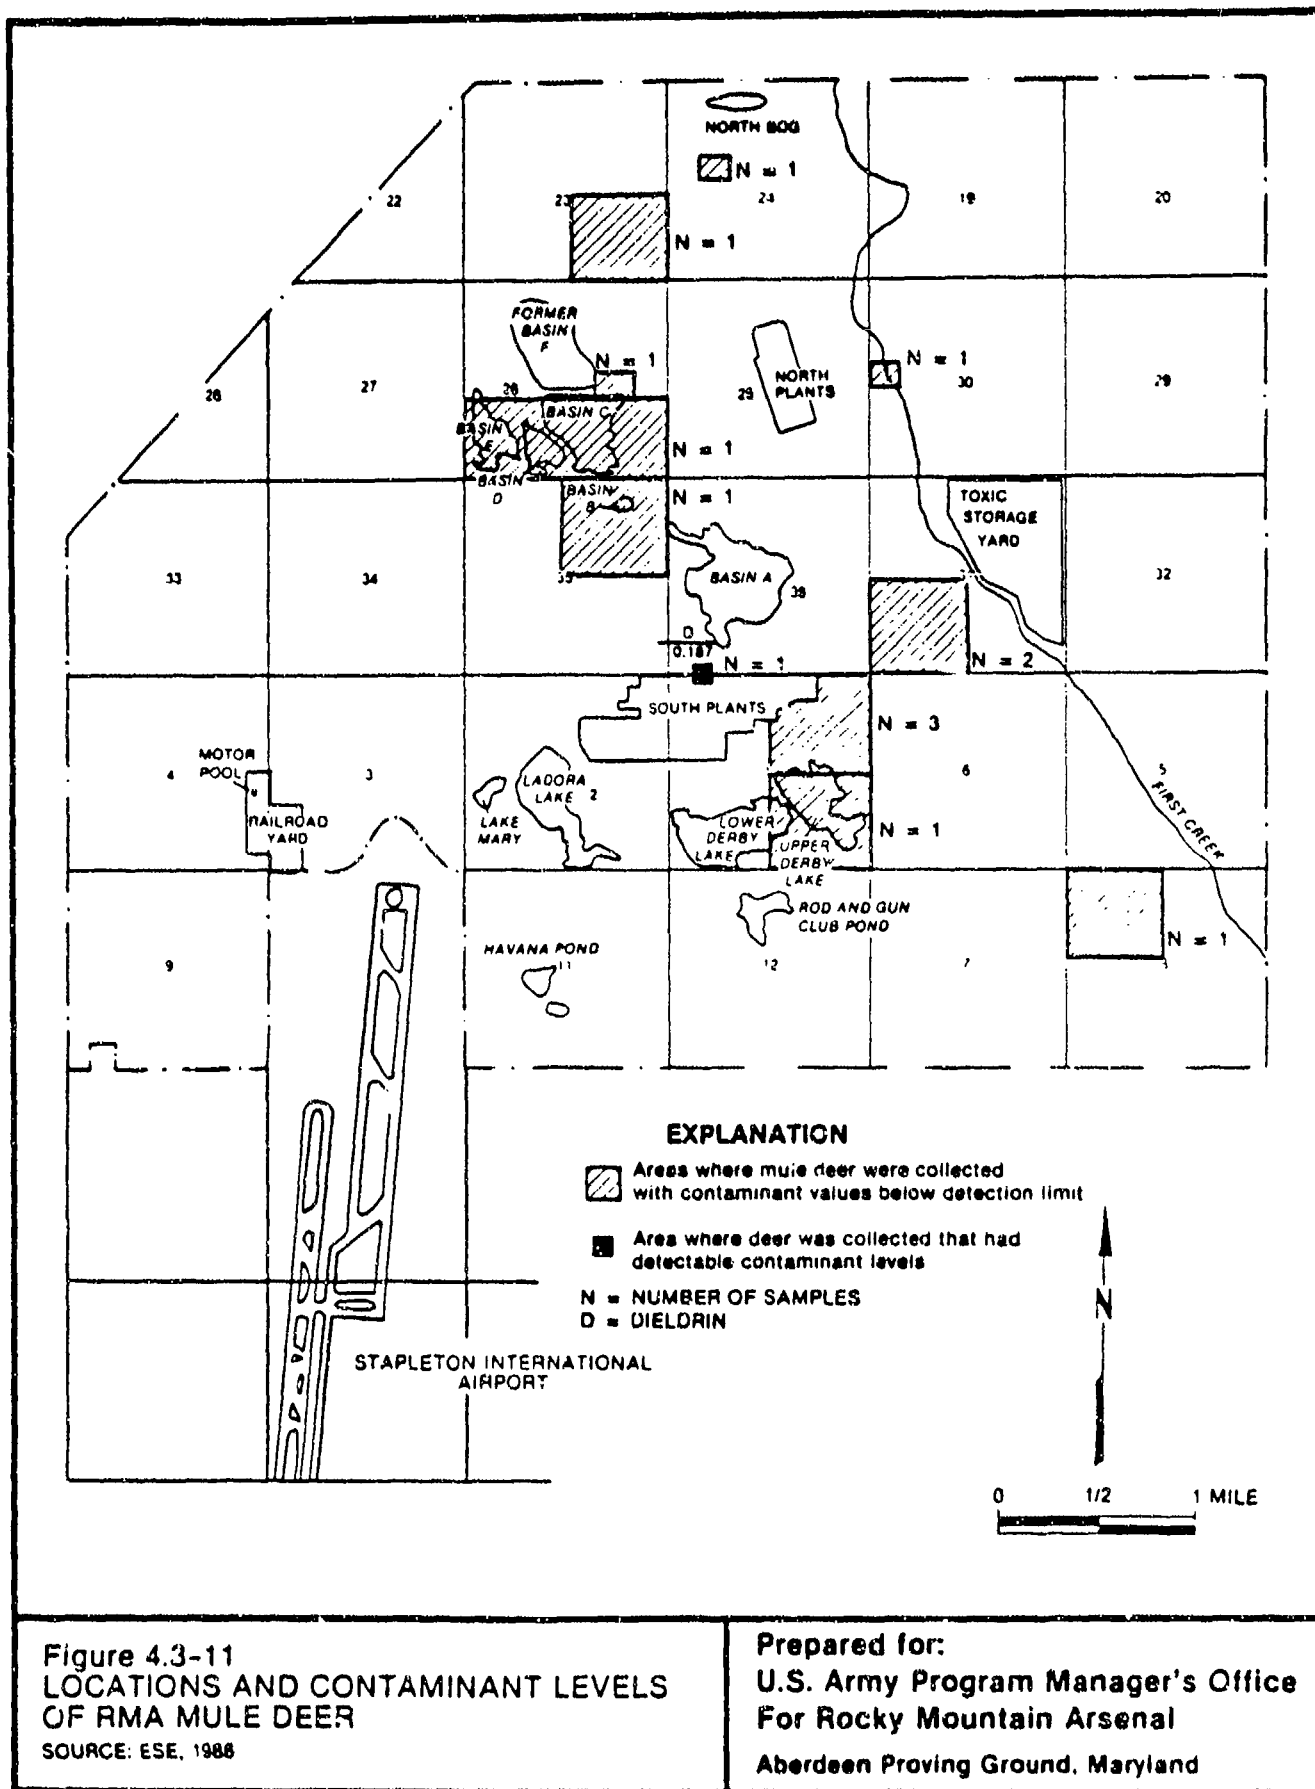 NORTH BOG
N = 1
22
23
24
19
20
N = 1
FORMER
BASIN
F
N = 1
N = 1
27
NORTH
PLANTS
30
29
BASIN C
BASIN
E
N = 1
BASIN
D
BASIN
B
N = 1
TOXIC
STORAGE
YARD
33
34
35
BASIN A
32
D
0.187
N = 1
N = 2
SOUTH PLANTS
N = 3
MOTOR
POOL
4
3
LADORA
LAKE 2
6
5
LAKE
MARY
RAILROAD
YARD
LOWER
DERBY
LAKE
N = 1
FIRST CREEK
UPPER
DERBY
LAKE
ROD AND GUN
CLUB POND
N = 1
HAVANA POND
9
11
12
7
EXPLANATION
Areas where mule deer were collected
with contaminant values below detection limit
Area where deer was collected that had
detectable contaminant levels
N = NUMBER OF SAMPLES
D = DIELDRIN
N
STAPLETON INTERNATIONAL
AIRPORT
0 1/2 1 MILE
Figure 4.3-11
LOCATIONS AND CONTAMINANT LEVELS
OF RMA MULE DEER
SOURCE: ESE, 1988
Prepared for:
U.S. Army Program Manager's Office
For Rocky Mountain Arsenal
Aberdeen Proving Ground, Maryland